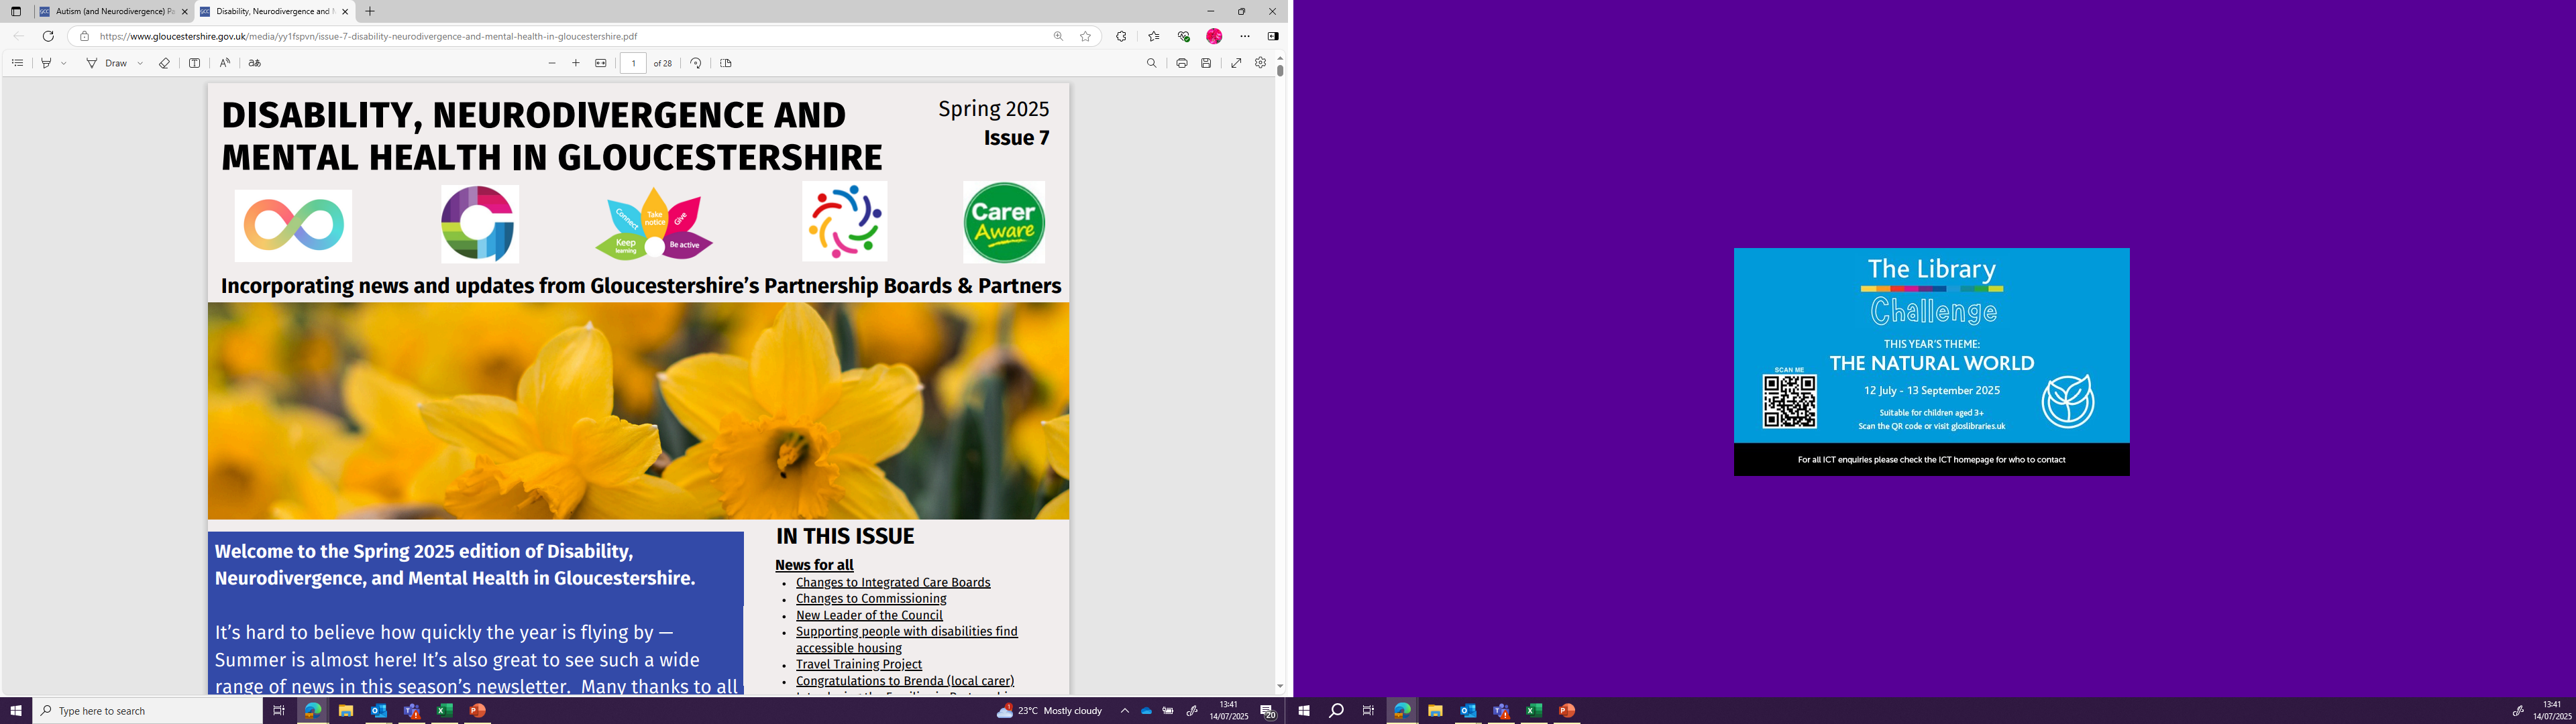 Autism (and Neurodivergence) Pa
Disability, Neurodivergence and
https://www.gloucestershire.gov.uk/media/yy1fspvn/issue-7-disability-neurodivergence-and-mental-health-in-gloucestershire.pdf
Draw
1 of 28
DISABILITY, NEURODIVERGENCE AND
MENTAL HEALTH IN GLOUCESTERSHIRE
Spring 2025
Issue 7
Connect
Take
notice
Give
Keep
learning
Be active
Carer
Aware
Incorporating news and updates from Gloucestershire’s Partnership Boards & Partners
Welcome to the Spring 2025 edition of Disability,
Neurodivergence, and Mental Health in Gloucestershire.
It’s hard to believe how quickly the year is flying by —
Summer is almost here! It’s also great to see such a wide
range of news in this season’s newsletter. Many thanks to all
IN THIS ISSUE
News for all
• Changes to Integrated Care Boards
• Changes to Commissioning
• New Leader of the Council
• Supporting people with disabilities find
accessible housing
• Travel Training Project
• Congratulations to Brenda (local carer)
Type here to search
23°C Mostly cloudy
13:41
14/07/2025
20
The Library
Challenge
THIS YEAR'S THEME:
THE NATURAL WORLD
SCAN ME
12 July - 13 September 2025
Suitable for children aged 3+
Scan the QR code or visit gloslibraries.uk
For all ICT enquiries please check the ICT homepage for who to contact
13:41
14/07/2025